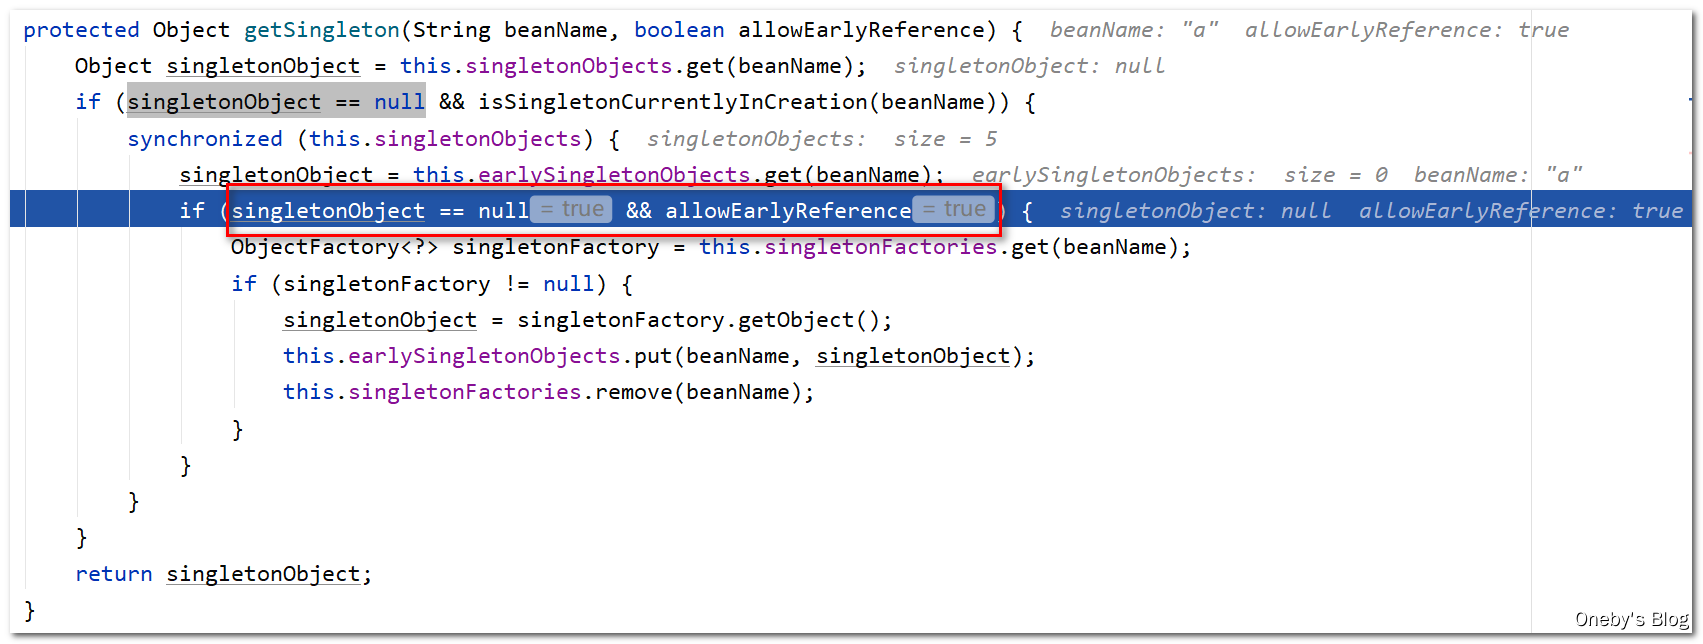 protected Object getSingleton(String beanName, boolean allowEarlyReference) {  beanName: "a"  allowEarlyReference: true
Object singletonObject = this.singletonObjects.get(beanName);  singletonObject: null
if (singletonObject == null && isSingletonCurrentlyInCreation(beanName)) {
synchronized (this.singletonObjects) {  singletonObjects:  size = 5
singletonObject = this.earlySingletonObjects.get(beanName);  earlySingletonObjects:  size = 0  beanName: "a"
if (singletonObject == null = true && allowEarlyReference = true ) {  singletonObject: null  allowEarlyReference: true
ObjectFactory<?> singletonFactory = this.singletonFactories.get(beanName);
if (singletonFactory != null) {
singletonObject = singletonFactory.getObject();
this.earlySingletonObjects.put(beanName, singletonObject);
this.singletonFactories.remove(beanName);
}
}
}
}
return singletonObject;
}
Oneby's Blog